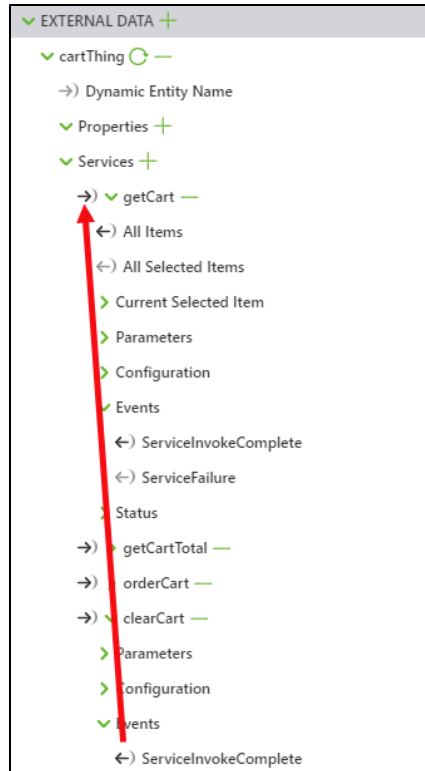 EXTERNAL DATA
cartThing
Dynamic Entity Name
Properties
Services
getCart
All Items
All Selected Items
Current Selected Item
Parameters
Configuration
Events
ServiceInvokeComplete
ServiceFailure
Status
getCartTotal
orderCart
clearCart
Parameters
Configuration
Events
ServiceInvokeComplete